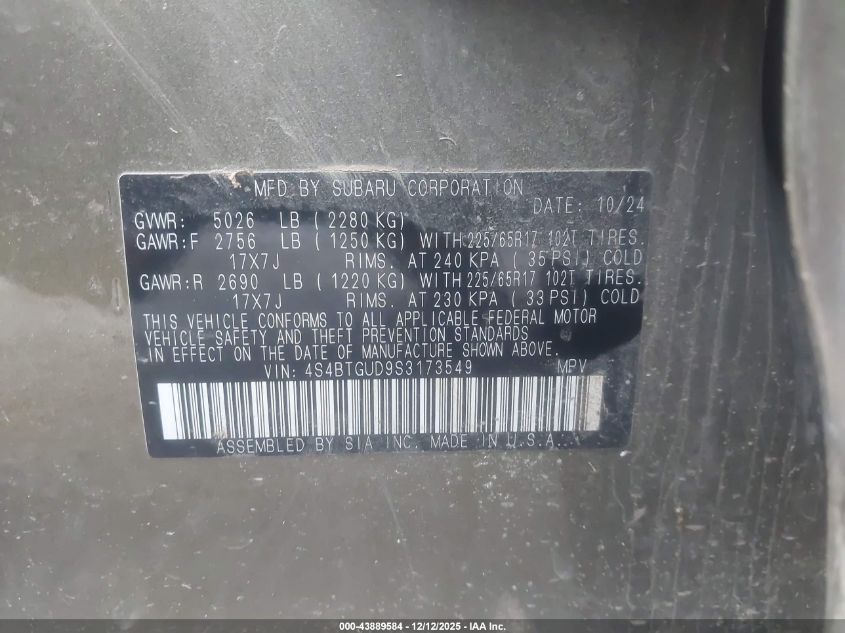 MFD BY SUBARU CORPORATION
DATE: 10/24
GVWR: 5026 LB ( 2280 KG)
GAWR:F 2756 LB ( 1250 KG) WITH 225/65R17 102T TIRES.
17X7J RIMS. AT 240 KPA ( 35 PSI) COLD
GAWR:R 2690 LB ( 1220 KG) WITH 225/65R17 102T TIRES.
17X7J RIMS. AT 230 KPA ( 33 PSI) COLD
THIS VEHICLE CONFORMS TO ALL APPLICABLE FEDERAL MOTOR
VEHICLE SAFETY AND THEFT PREVENTION STANDARDS
IN EFFECT ON THE DATE OF MANUFACTURE SHOWN ABOVE.
VIN: 4S4BTGUD9S3173549 MPV
ASSEMBLED BY SIA INC. MADE IN U.S.A.
000-43889584 - 12/12/2025 - IAA Inc.